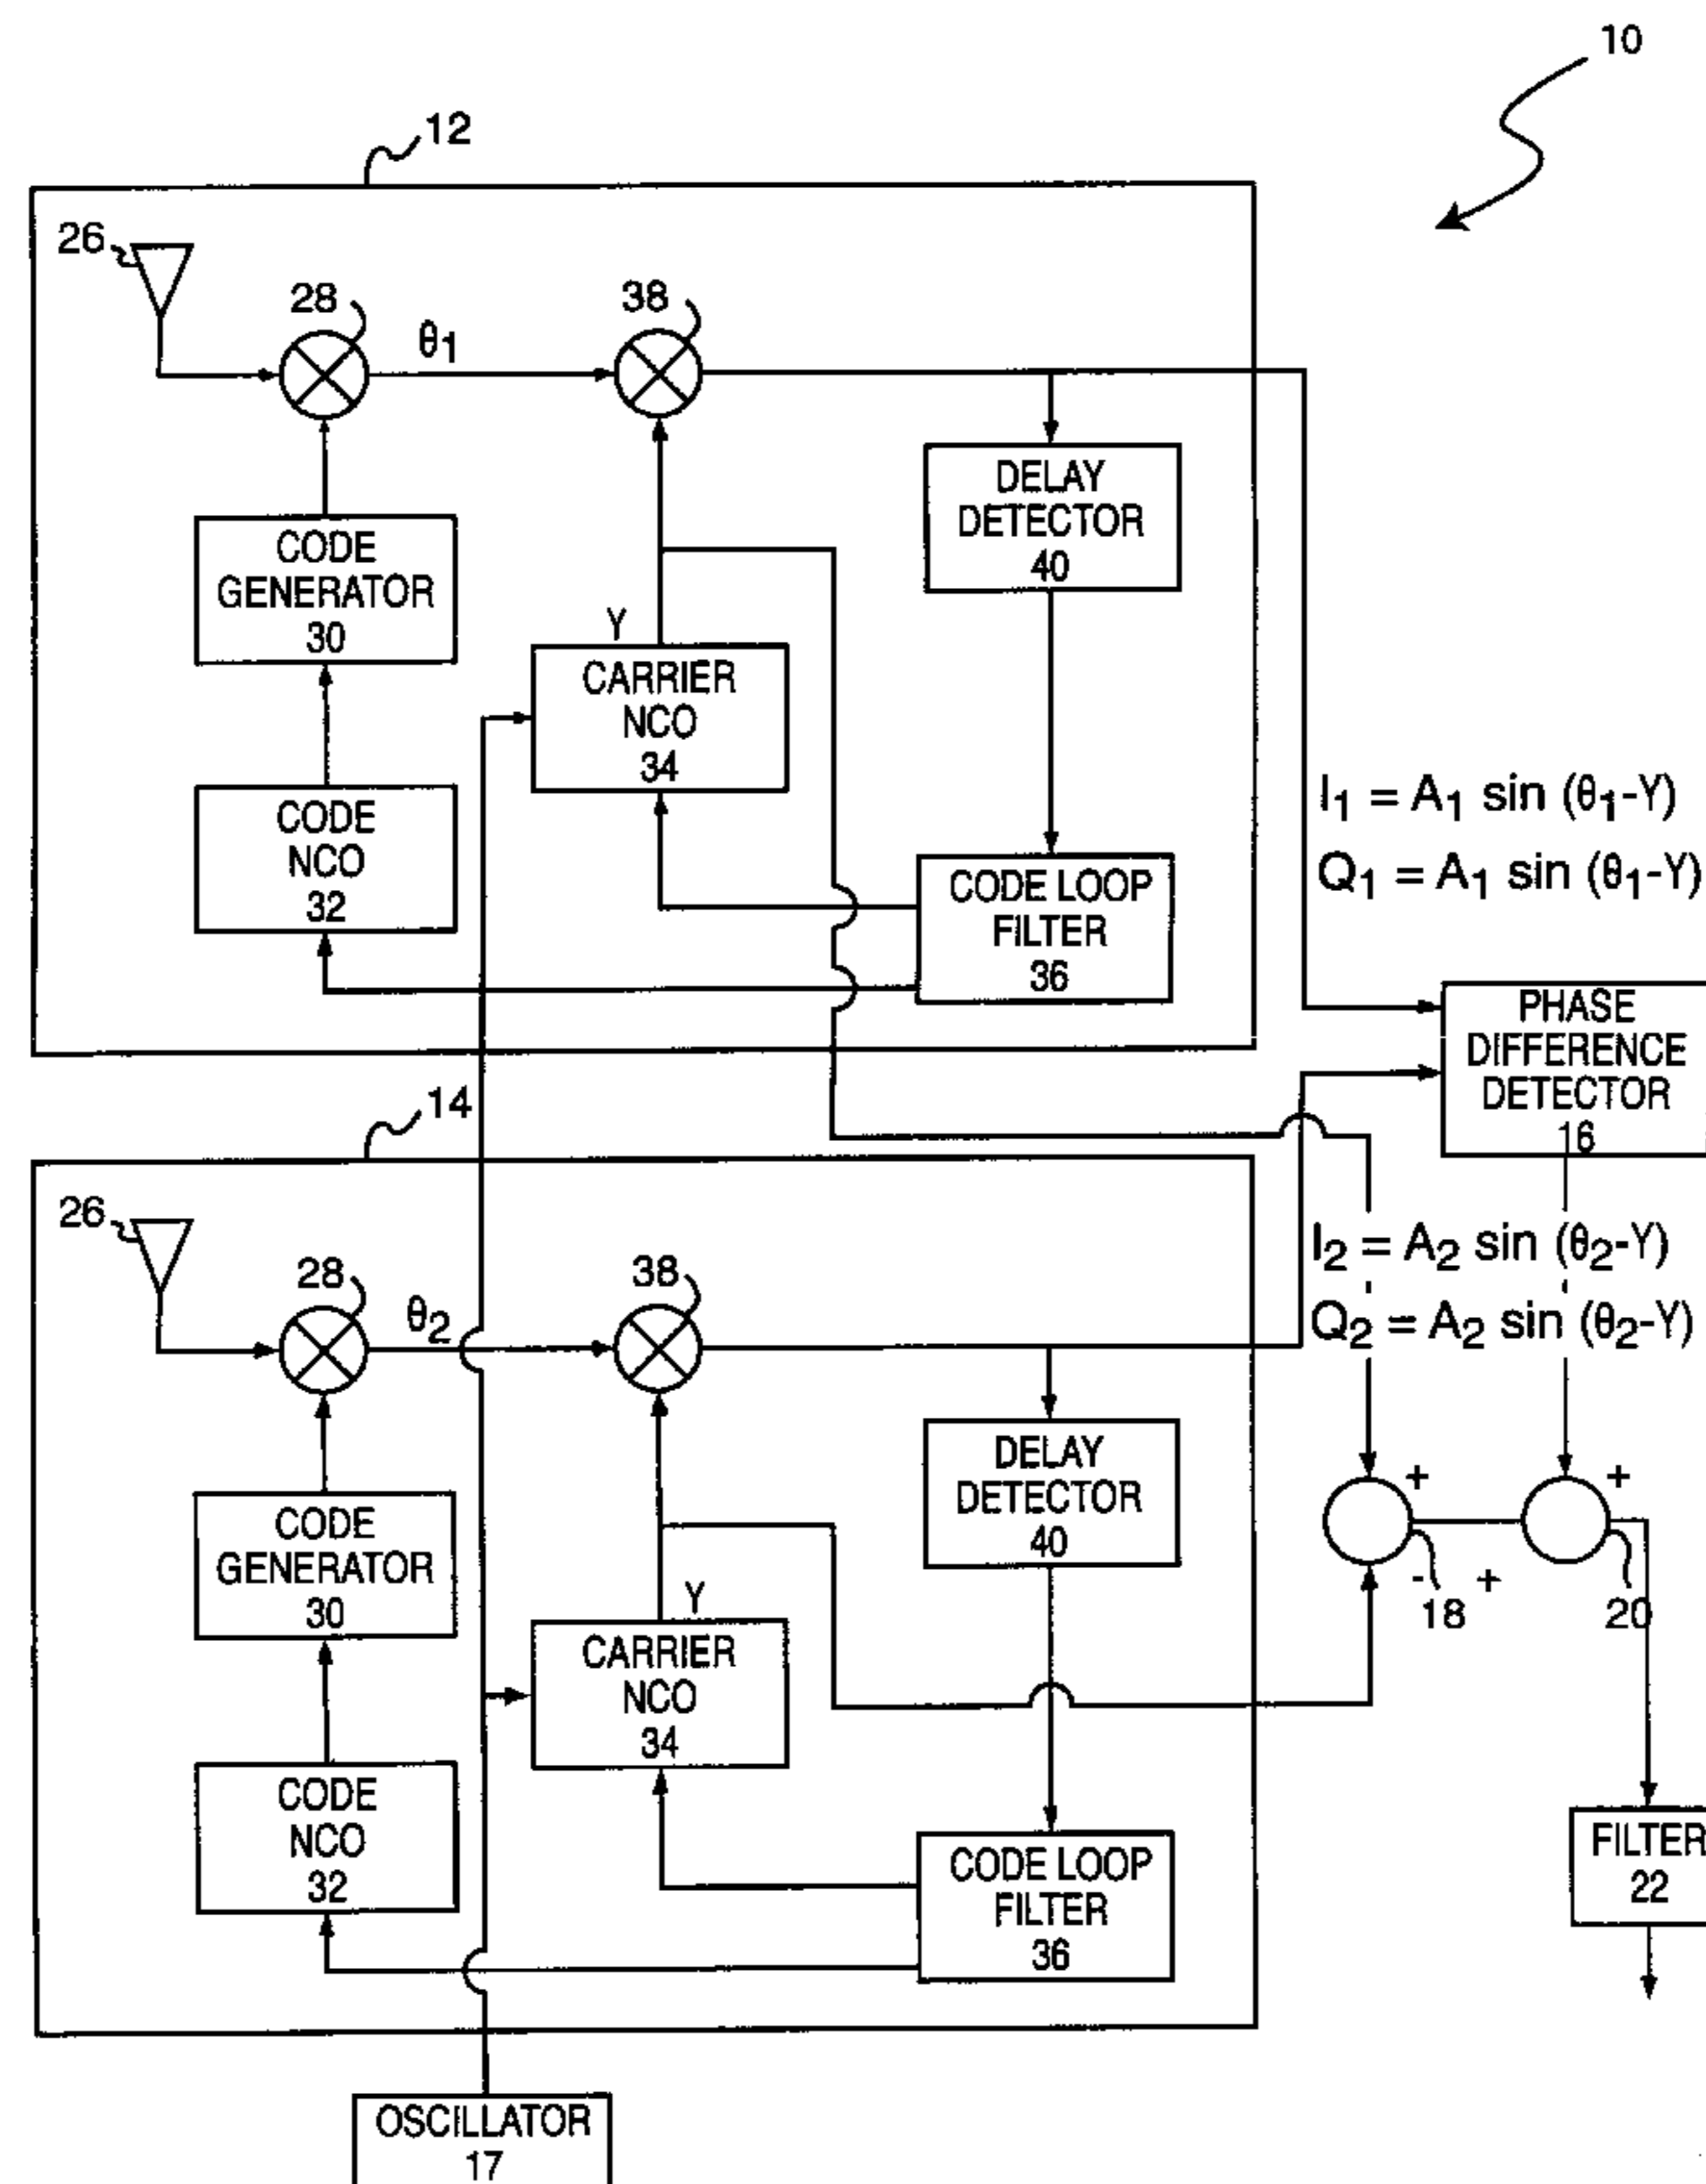 10
12
26
28
38
θ1
DELAY
DETECTOR
40
CODE
GENERATOR
30
Y
CARRIER
NCO
34
CODE
NCO
32
CODE LOOP
FILTER
36
I1 = A1 sin (θ1-Y)
Q1 = A1 sin (θ1-Y)
PHASE
DIFFERENCE
DETECTOR
16
14
26
28
38
θ2
I2 = A2 sin (θ2-Y)
Q2 = A2 sin (θ2-Y)
DELAY
DETECTOR
40
CODE
GENERATOR
30
Y
CARRIER
NCO
34
+
+
- 18
+
20
CODE
NCO
32
CODE LOOP
FILTER
36
FILTER
22
OSCILLATOR
17